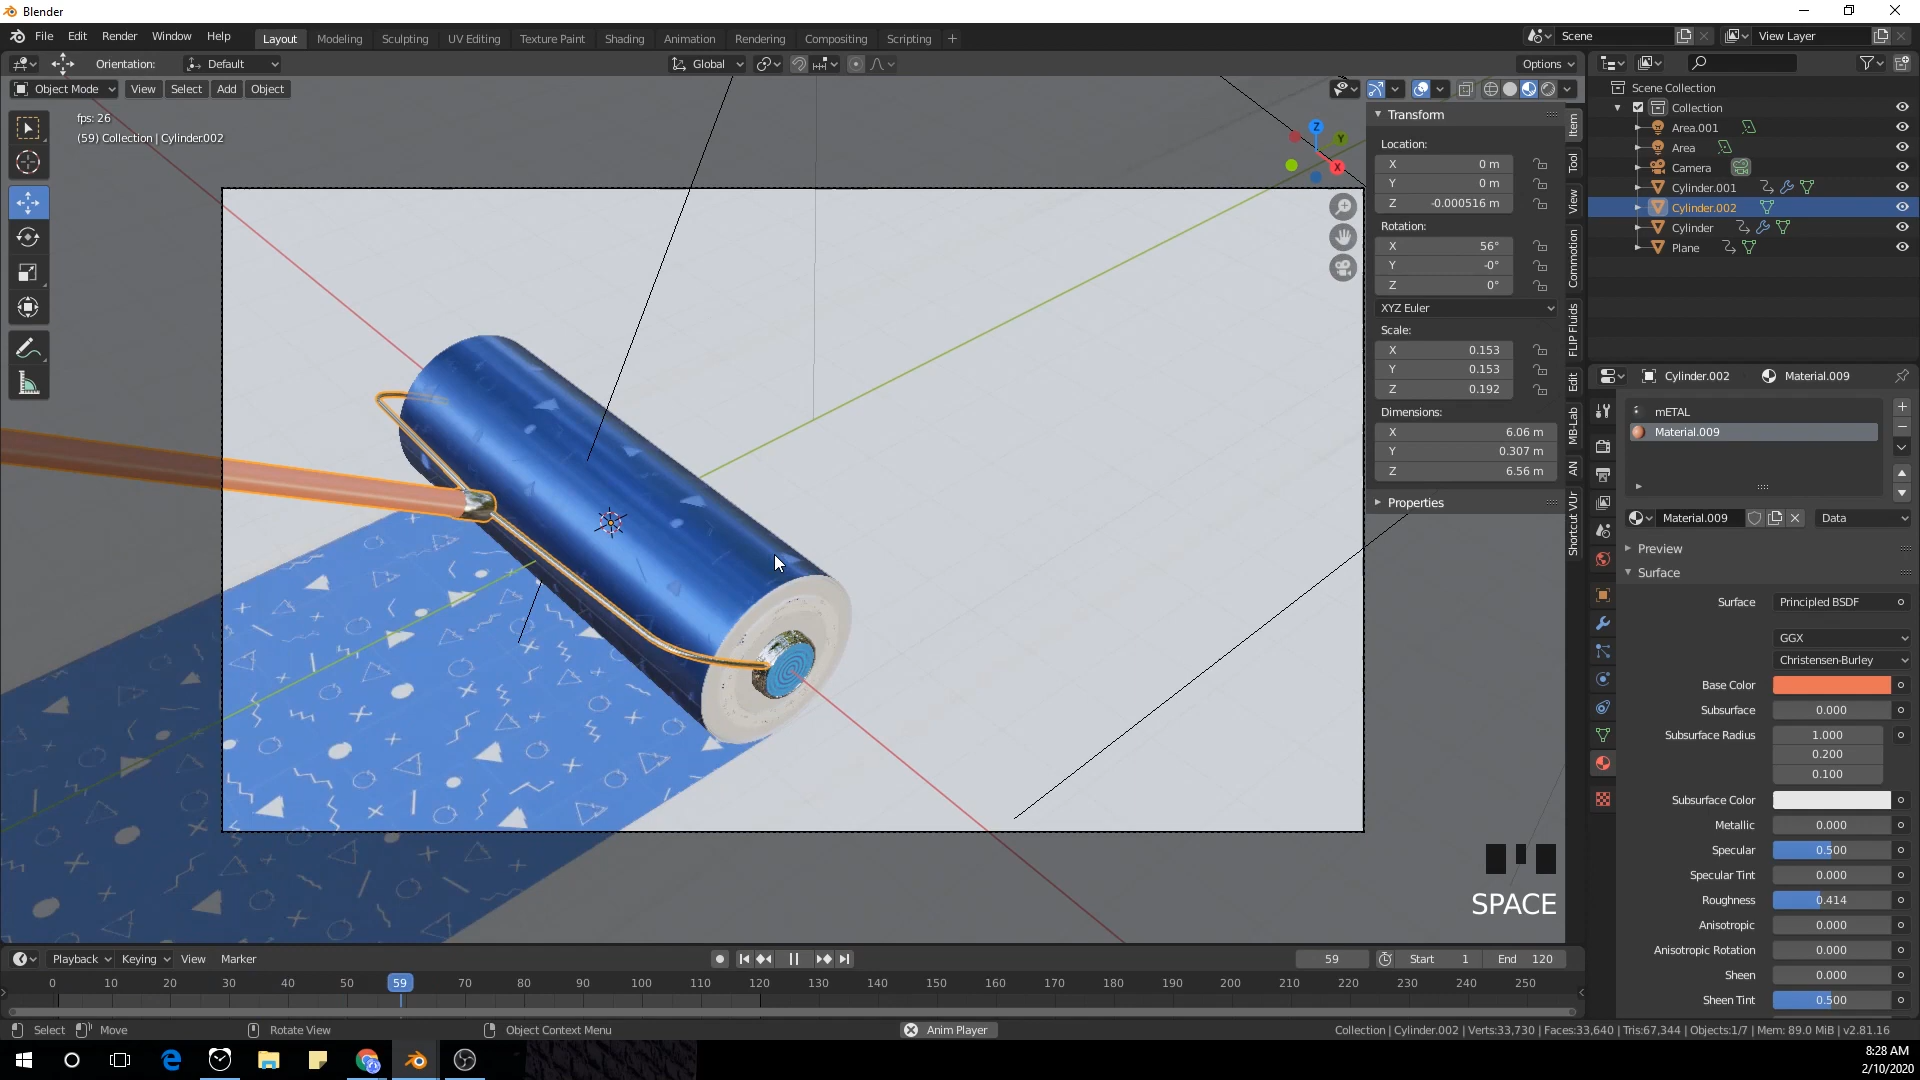 Blender
File Edit Render Window Help
Layout Modeling Sculpting UV Editing Texture Paint Shading Animation Rendering Compositing Scripting +
Scene
View Layer
Orientation: Default
Global
Options
Object Mode View Select Add Object
fps: 26
(59) Collection | Cylinder.002
Z
Y
X
Transform
Location:
X 0 m
Y 0 m
Z -0.000516 m
Rotation:
X 56°
Y -0°
Z 0°
XYZ Euler
Scale:
X 0.153
Y 0.153
Z 0.192
Dimensions:
X 6.06 m
Y 0.307 m
Z 6.56 m
Properties
Item
Tool
View
Commotion
FLIP Fluids
Edit
MB-Lab
AN
Shortcut VUr
Scene Collection
Collection
Area.001
Area
Camera
Cylinder.001
Cylinder.002
Cylinder
Plane
Cylinder.002 Material.009
mETAL
Material.009
Material.009 Data
Preview
Surface
Surface Principled BSDF
GGX
Christensen-Burley
Base Color
Subsurface 0.000
Subsurface Radius 1.000
0.200
0.100
Subsurface Color
Metallic 0.000
Specular 0.500
Specular Tint 0.000
Roughness 0.414
Anisotropic 0.000
Anisotropic Rotation 0.000
Sheen 0.000
Sheen Tint 0.500
SPACE
Playback Keying View Marker
59 Start 1 End 120
0 10 20 30 40 50 59 70 80 90 100 110 120 130 140 150 160 170 180 190 200 210 220 230 240 250
Select Move Rotate View Object Context Menu Anim Player
Collection | Cylinder.002 | Verts:33,730 | Faces:33,640 | Tris:67,344 | Objects:1/7 | Mem: 89.0 MiB | v2.81.16
8:28 AM
2/10/2020